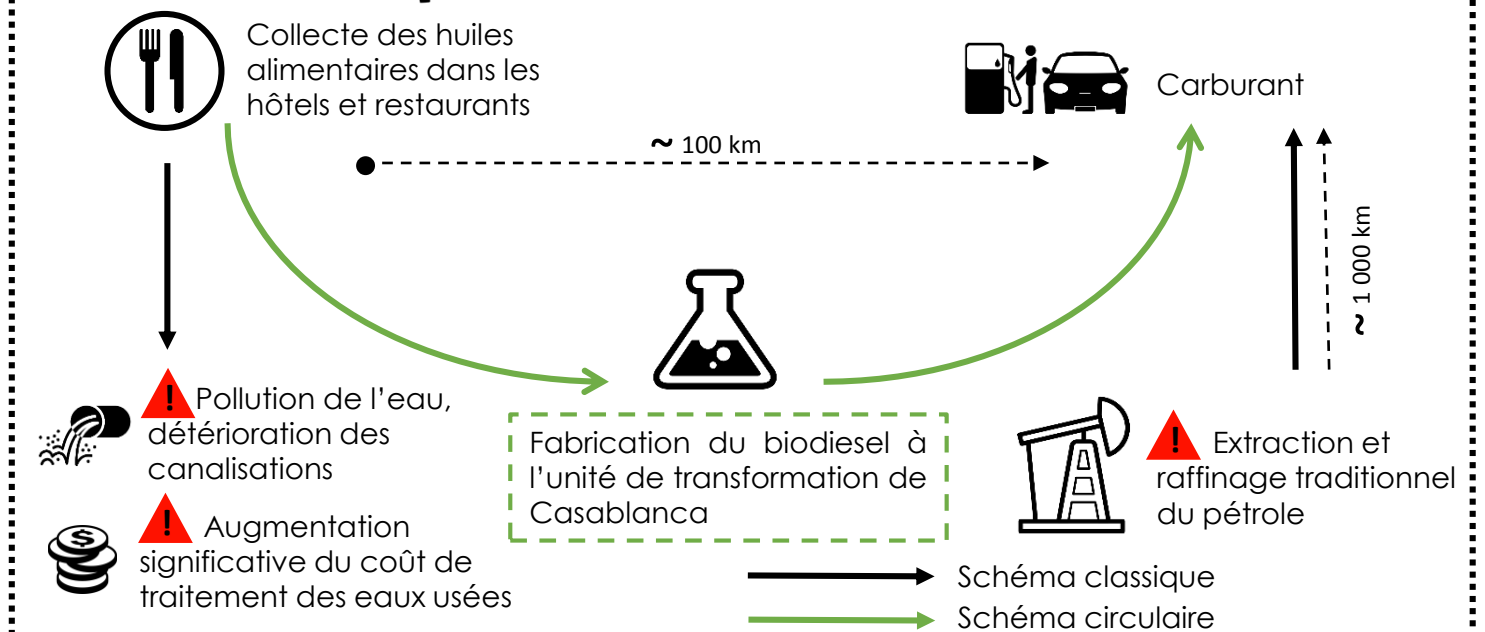 Collecte des huiles
alimentaires dans les
hôtels et restaurants
Carburant
~ 100 km
~ 1 000 km
! Pollution de l’eau,
détérioration des
canalisations
Fabrication du biodiesel à
l’unité de transformation de
Casablanca
! Extraction et
raffinage traditionnel
du pétrole
$
! Augmentation
significative du coût de
traitement des eaux usées
Schéma classique
Schéma circulaire